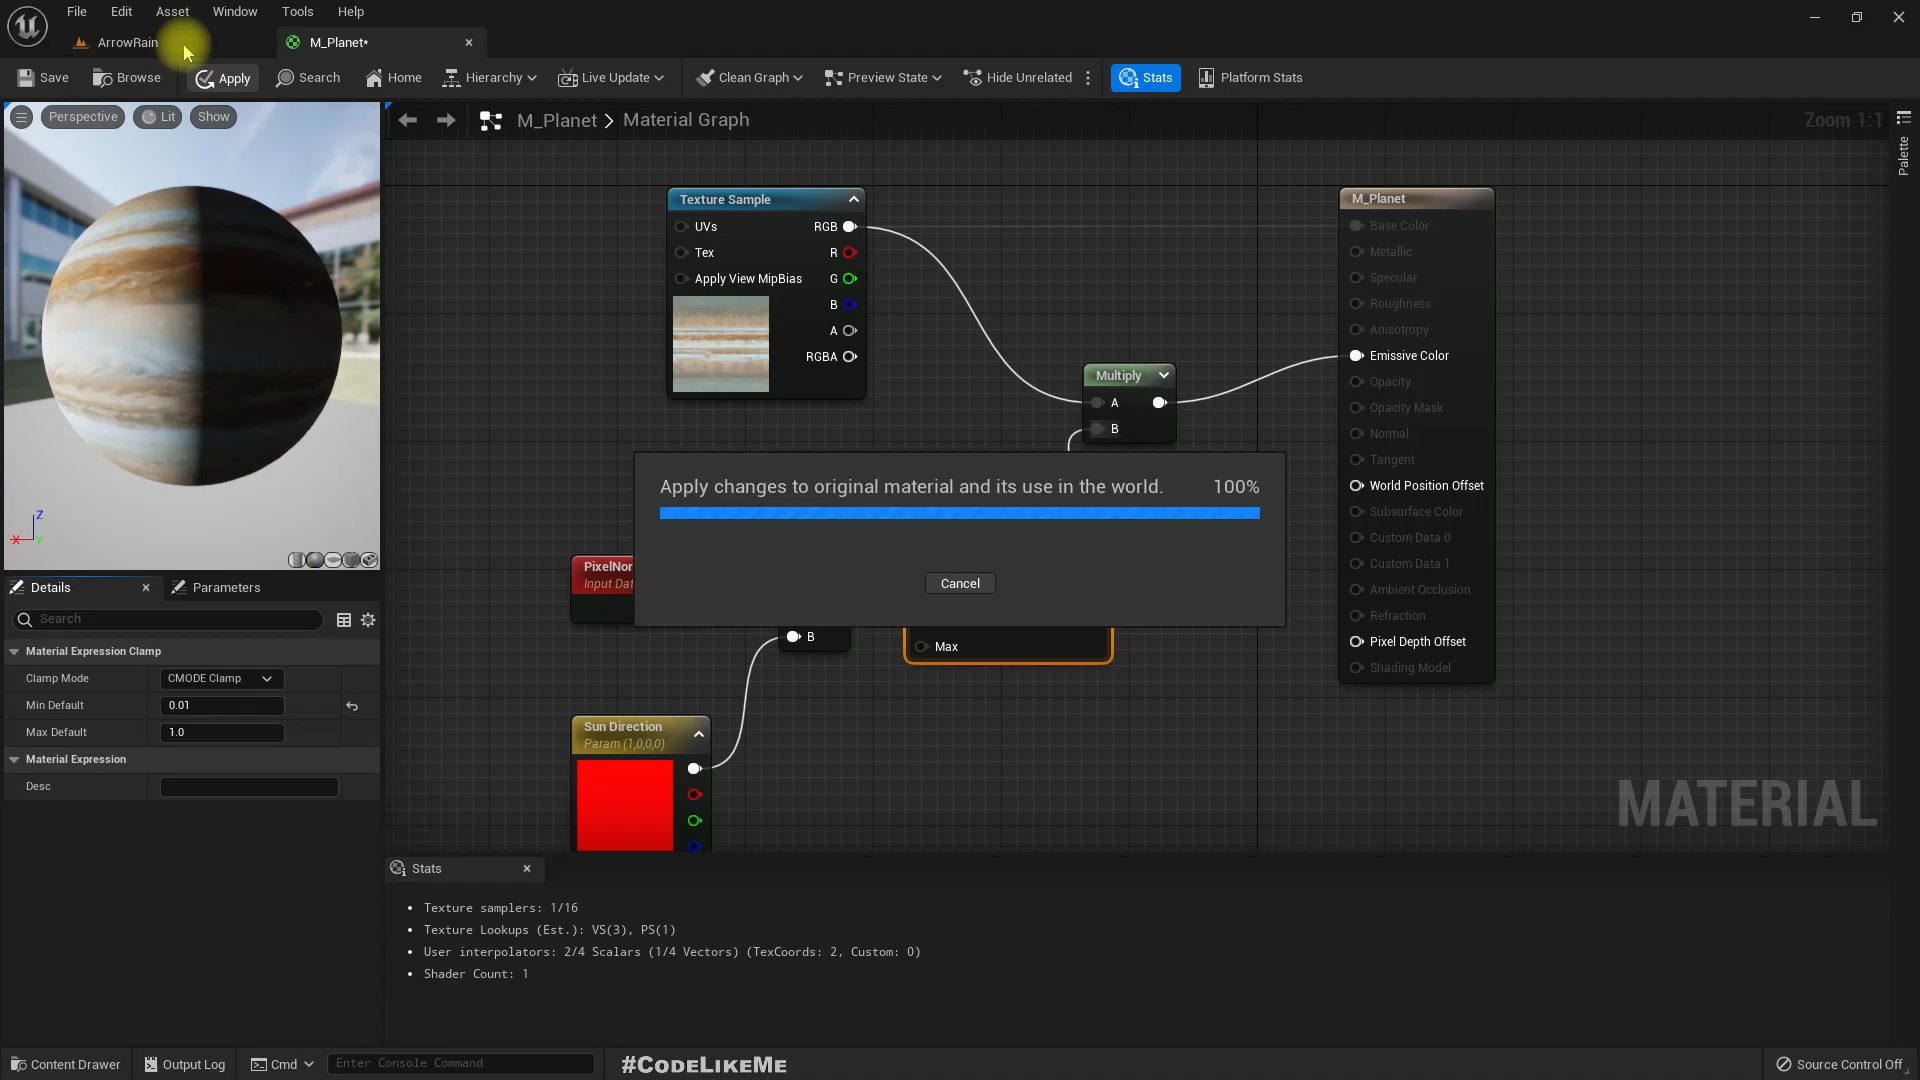 File Edit Asset Window Tools Help
ArrowRain M_Planet*
Save Browse Apply Search Home Hierarchy Live Update Clean Graph Preview State Hide Unrelated Stats Platform Stats
Perspective Lit Show
M_Planet > Material Graph
Zoom 1:1
Palette
Texture Sample
UVs RGB
Tex R
Apply View MipBias G
B
A
RGBA
M_Planet
Base Color
Metallic
Specular
Roughness
Anisotropy
Emissive Color
Opacity
Opacity Mask
Normal
Tangent
World Position Offset
Subsurface Color
Custom Data 0
Custom Data 1
Ambient Occlusion
Refraction
Pixel Depth Offset
Shading Model
Multiply
A
B
Apply changes to original material and its use in the world. 100%
Cancel
PixelNor
Input Dat
B
Max
Sun Direction
Param (1,0,0,0)
Z
X Y
Details Parameters
Search
Material Expression Clamp
Clamp Mode CMODE Clamp
Min Default 0.01
Max Default 1.0
Material Expression
Desc
MATERIAL
Stats
• Texture samplers: 1/16
• Texture Lookups (Est.): VS(3), PS(1)
• User interpolators: 2/4 Scalars (1/4 Vectors) (TexCoords: 2, Custom: 0)
• Shader Count: 1
Content Drawer Output Log Cmd Enter Console Command #CodeLikeMe Source Control Off